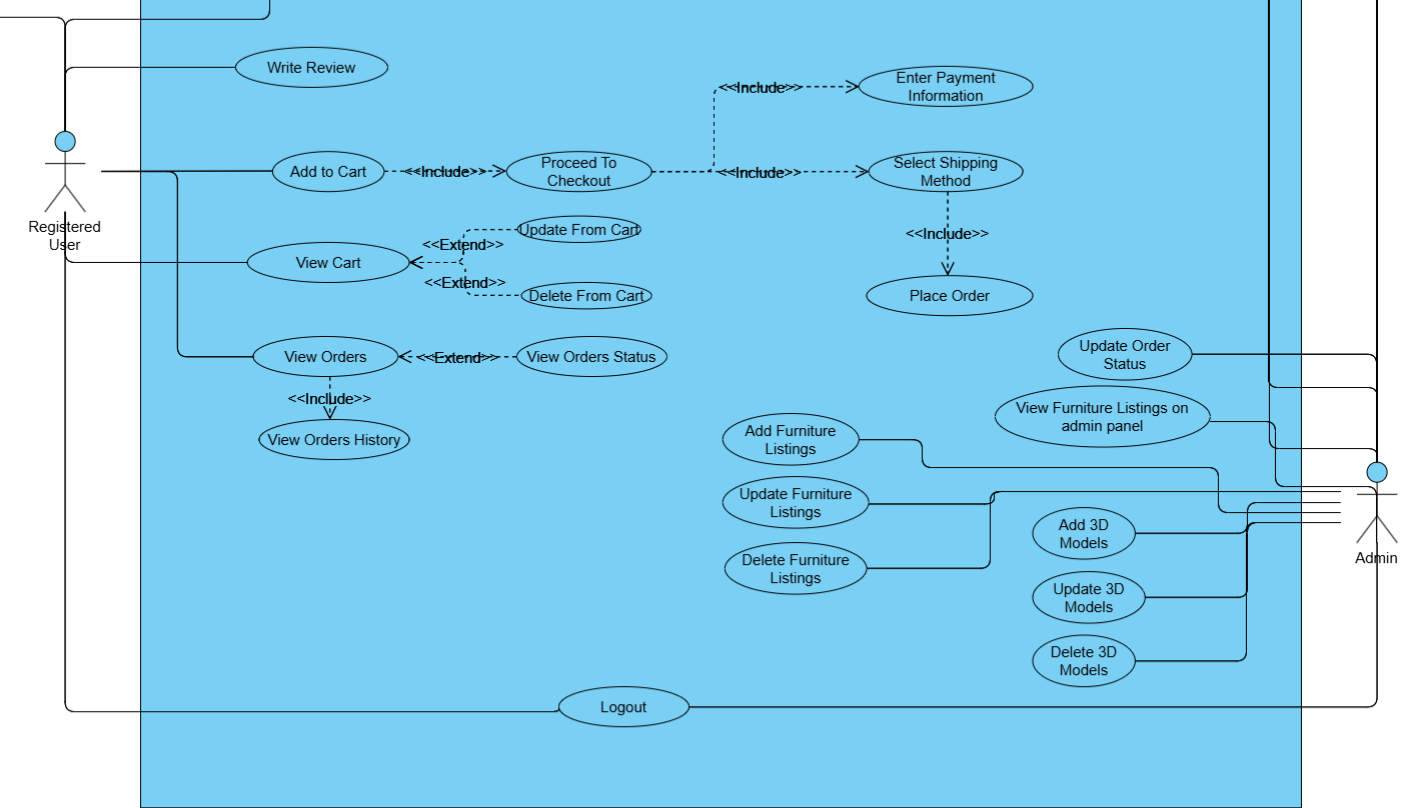 Write Review
Enter Payment
Information
<<Include>>
Add to Cart
<<Include>>
Proceed To
Checkout
<<Include>>
Select Shipping
Method
Registered
User
Update From Cart
<<Extend>>
<<Include>>
View Cart
<<Extend>>
Delete From Cart
Place Order
View Orders
<<Extend>>
View Orders Status
Update Order
Status
<<Include>>
View Orders History
View Furniture Listings on
admin panel
Add Furniture
Listings
Update Furniture
Listings
Add 3D
Models
Admin
Delete Furniture
Listings
Update 3D
Models
Delete 3D
Models
Logout